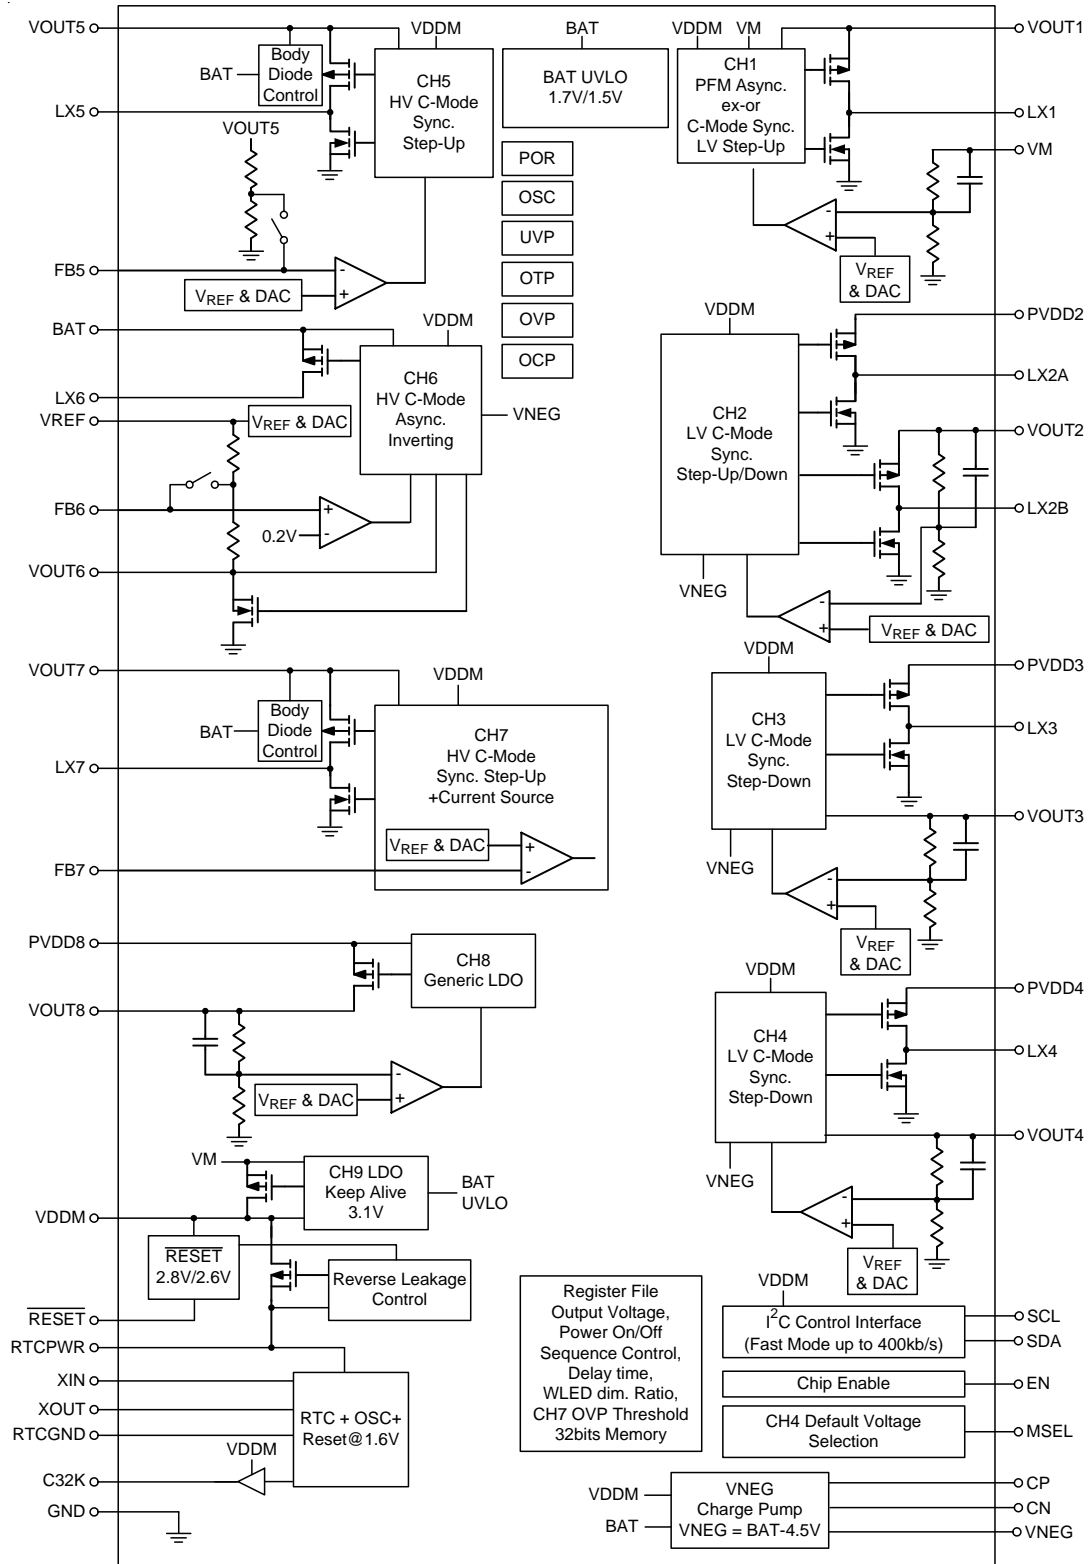 VOUT5
VDDM
BAT
VDDM
VM
VOUT1
Body
Diode
Control
BAT
CH5
HV C-Mode
Sync.
Step-Up
BAT UVLO
1.7V/1.5V
CH1
PFM Async.
ex-or
C-Mode Sync.
LV Step-Up
LX5
LX1
VOUT5
VM
POR
OSC
UVP
OTP
OVP
OCP
-
+
VREF
& DAC
FB5
-
+
VREF & DAC
BAT
VDDM
VDDM
PVDD2
LX6
CH6
HV C-Mode
Async.
Inverting
VNEG
LX2A
VREF
VREF & DAC
CH2
LV C-Mode
Sync.
Step-Up/Down
VOUT2
FB6
+
-
0.2V
LX2B
VOUT6
VNEG
-
+
VREF & DAC
VOUT7
VDDM
VDDM
PVDD3
Body
Diode
Control
BAT
CH7
HV C-Mode
Sync. Step-Up
+Current Source
CH3
LV C-Mode
Sync.
Step-Down
LX3
LX7
VOUT3
VREF & DAC
+
-
VNEG
FB7
-
+
VREF
& DAC
PVDD8
CH8
Generic LDO
VDDM
PVDD4
VOUT8
CH4
LV C-Mode
Sync.
Step-Down
LX4
-
+
VREF & DAC
VOUT4
VM
CH9 LDO
Keep Alive
3.1V
BAT
UVLO
VNEG
-
+
VREF
& DAC
VDDM
RESET
2.8V/2.6V
Reverse Leakage
Control
RESET
RTCPWR
Register File
Output Voltage,
Power On/Off
Sequence Control,
Delay time,
WLED dim. Ratio,
CH7 OVP Threshold
32bits Memory
VDDM
I2C Control Interface
(Fast Mode up to 400kb/s)
SCL
SDA
XIN
XOUT
RTCGND
RTC + OSC+
Reset@1.6V
Chip Enable
EN
CH4 Default Voltage
Selection
MSEL
VDDM
C32K
GND
VDDM
BAT
VNEG
Charge Pump
VNEG = BAT-4.5V
CP
CN
VNEG